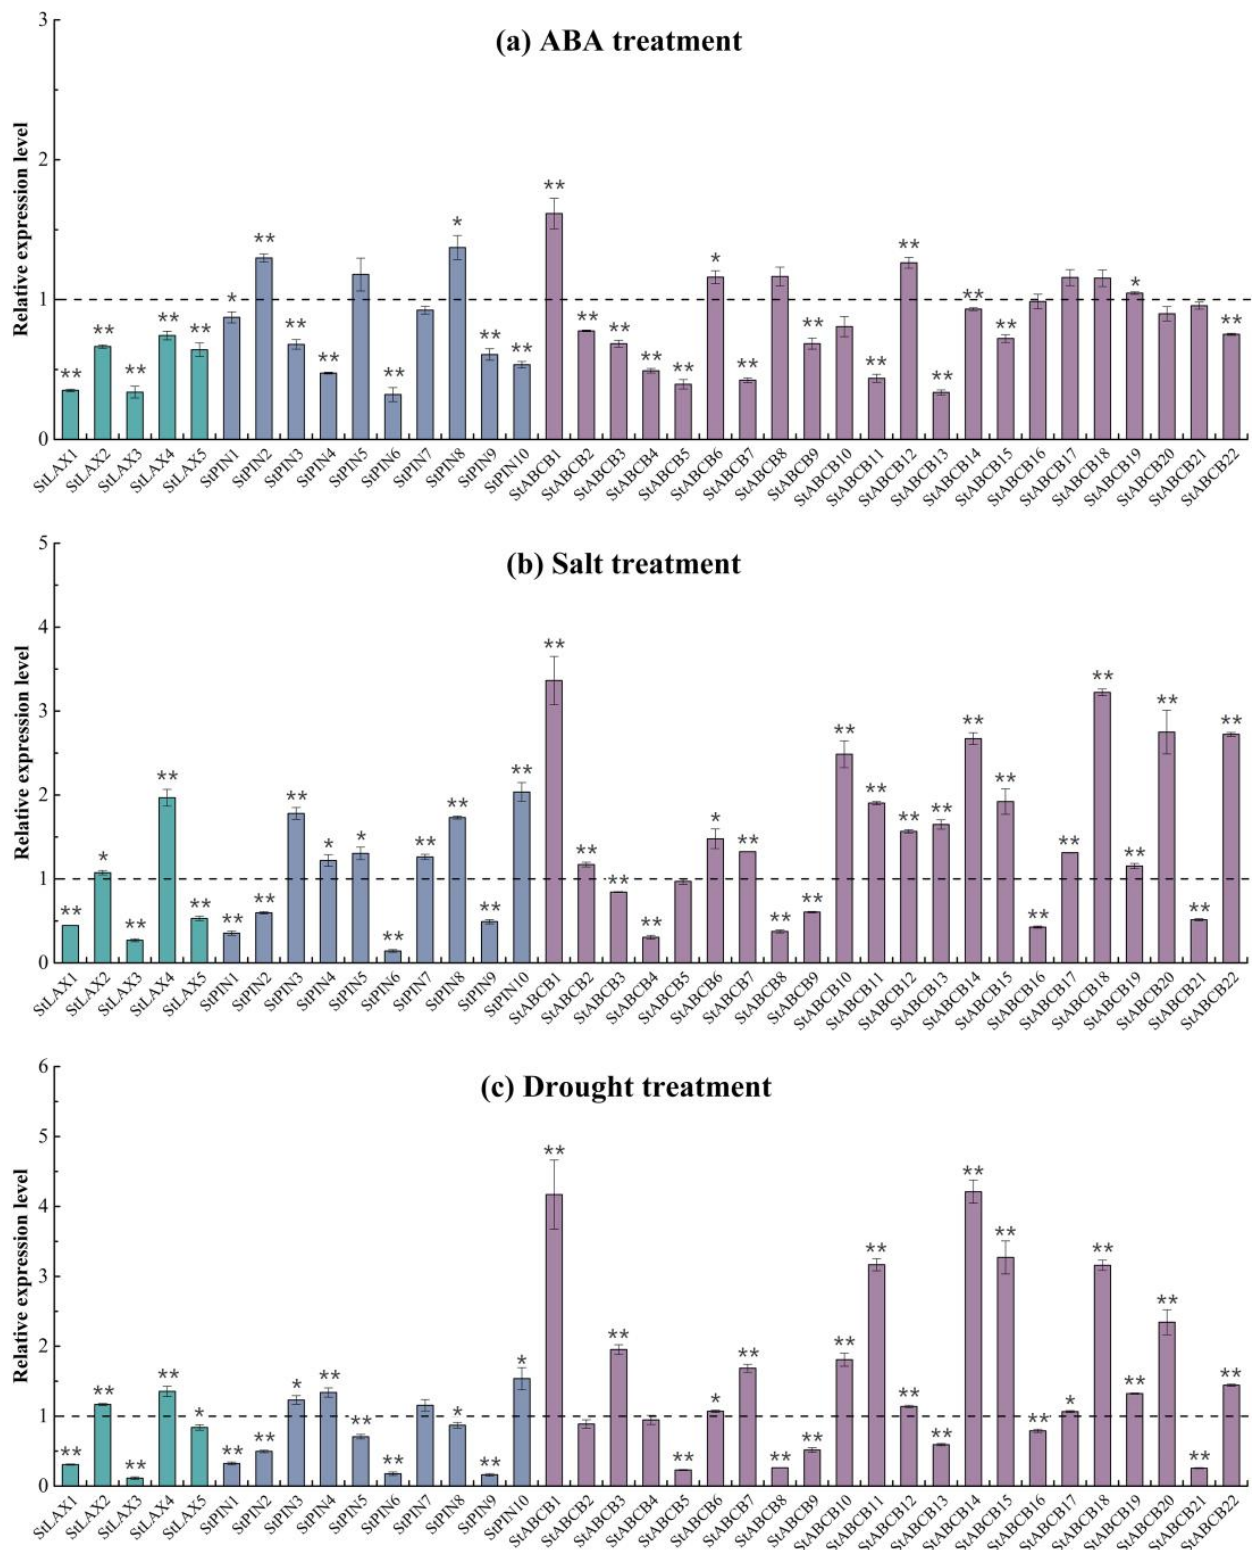 (a) ABA treatment
Relative expression level
3
2
1
0
** ** ** ** ** * ** ** ** ** * ** ** ** ** ** ** ** * ** ** ** ** ** ** ** * **
StLAX1 StLAX2 StLAX3 StLAX4 StLAX5 StPIN1 StPIN2 StPIN3 StPIN4 StPIN5 StPIN6 StPIN7 StPIN8 StPIN9 StPIN10 StABCB1 StABCB2 StABCB3 StABCB4 StABCB5 StABCB6 StABCB7 StABCB8 StABCB9 StABCB10 StABCB11 StABCB12 StABCB13 StABCB14 StABCB15 StABCB16 StABCB17 StABCB18 StABCB19 StABCB20 StABCB21 StABCB22
(b) Salt treatment
Relative expression level
5
4
3
2
1
0
** * ** ** ** ** ** ** * * ** ** ** ** ** ** ** ** ** * ** ** ** ** ** ** ** ** ** ** ** ** ** ** ** **
StLAX1 StLAX2 StLAX3 StLAX4 StLAX5 StPIN1 StPIN2 StPIN3 StPIN4 StPIN5 StPIN6 StPIN7 StPIN8 StPIN9 StPIN10 StABCB1 StABCB2 StABCB3 StABCB4 StABCB5 StABCB6 StABCB7 StABCB8 StABCB9 StABCB10 StABCB11 StABCB12 StABCB13 StABCB14 StABCB15 StABCB16 StABCB17 StABCB18 StABCB19 StABCB20 StABCB21 StABCB22
(c) Drought treatment
Relative expression level
6
5
4
3
2
1
0
** ** ** ** * ** ** * ** ** ** * ** * ** ** ** * ** ** ** ** ** ** ** ** ** ** * ** ** ** ** **
StLAX1 StLAX2 StLAX3 StLAX4 StLAX5 StPIN1 StPIN2 StPIN3 StPIN4 StPIN5 StPIN6 StPIN7 StPIN8 StPIN9 StPIN10 StABCB1 StABCB2 StABCB3 StABCB4 StABCB5 StABCB6 StABCB7 StABCB8 StABCB9 StABCB10 StABCB11 StABCB12 StABCB13 StABCB14 StABCB15 StABCB16 StABCB17 StABCB18 StABCB19 StABCB20 StABCB21 StABCB22